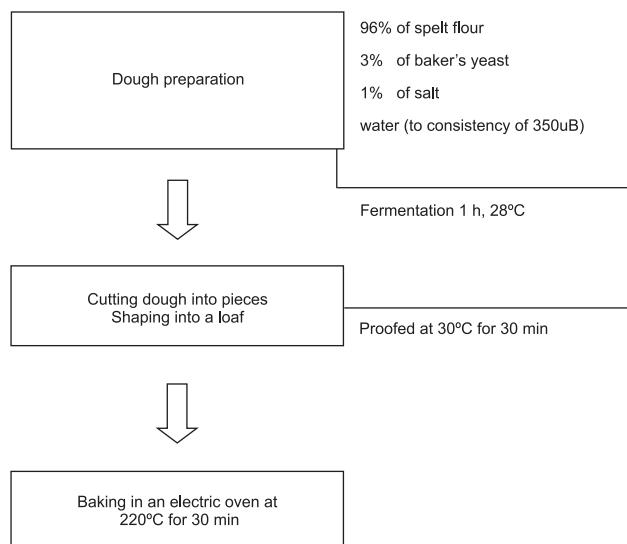 Dough preparation
96% of spelt flour
3% of baker's yeast
1% of salt
water (to consistency of 350uB)
Fermentation 1 h, 28ºC
Cutting dough into pieces
Shaping into a loaf
Proofed at 30ºC for 30 min
Baking in an electric oven at
220ºC for 30 min